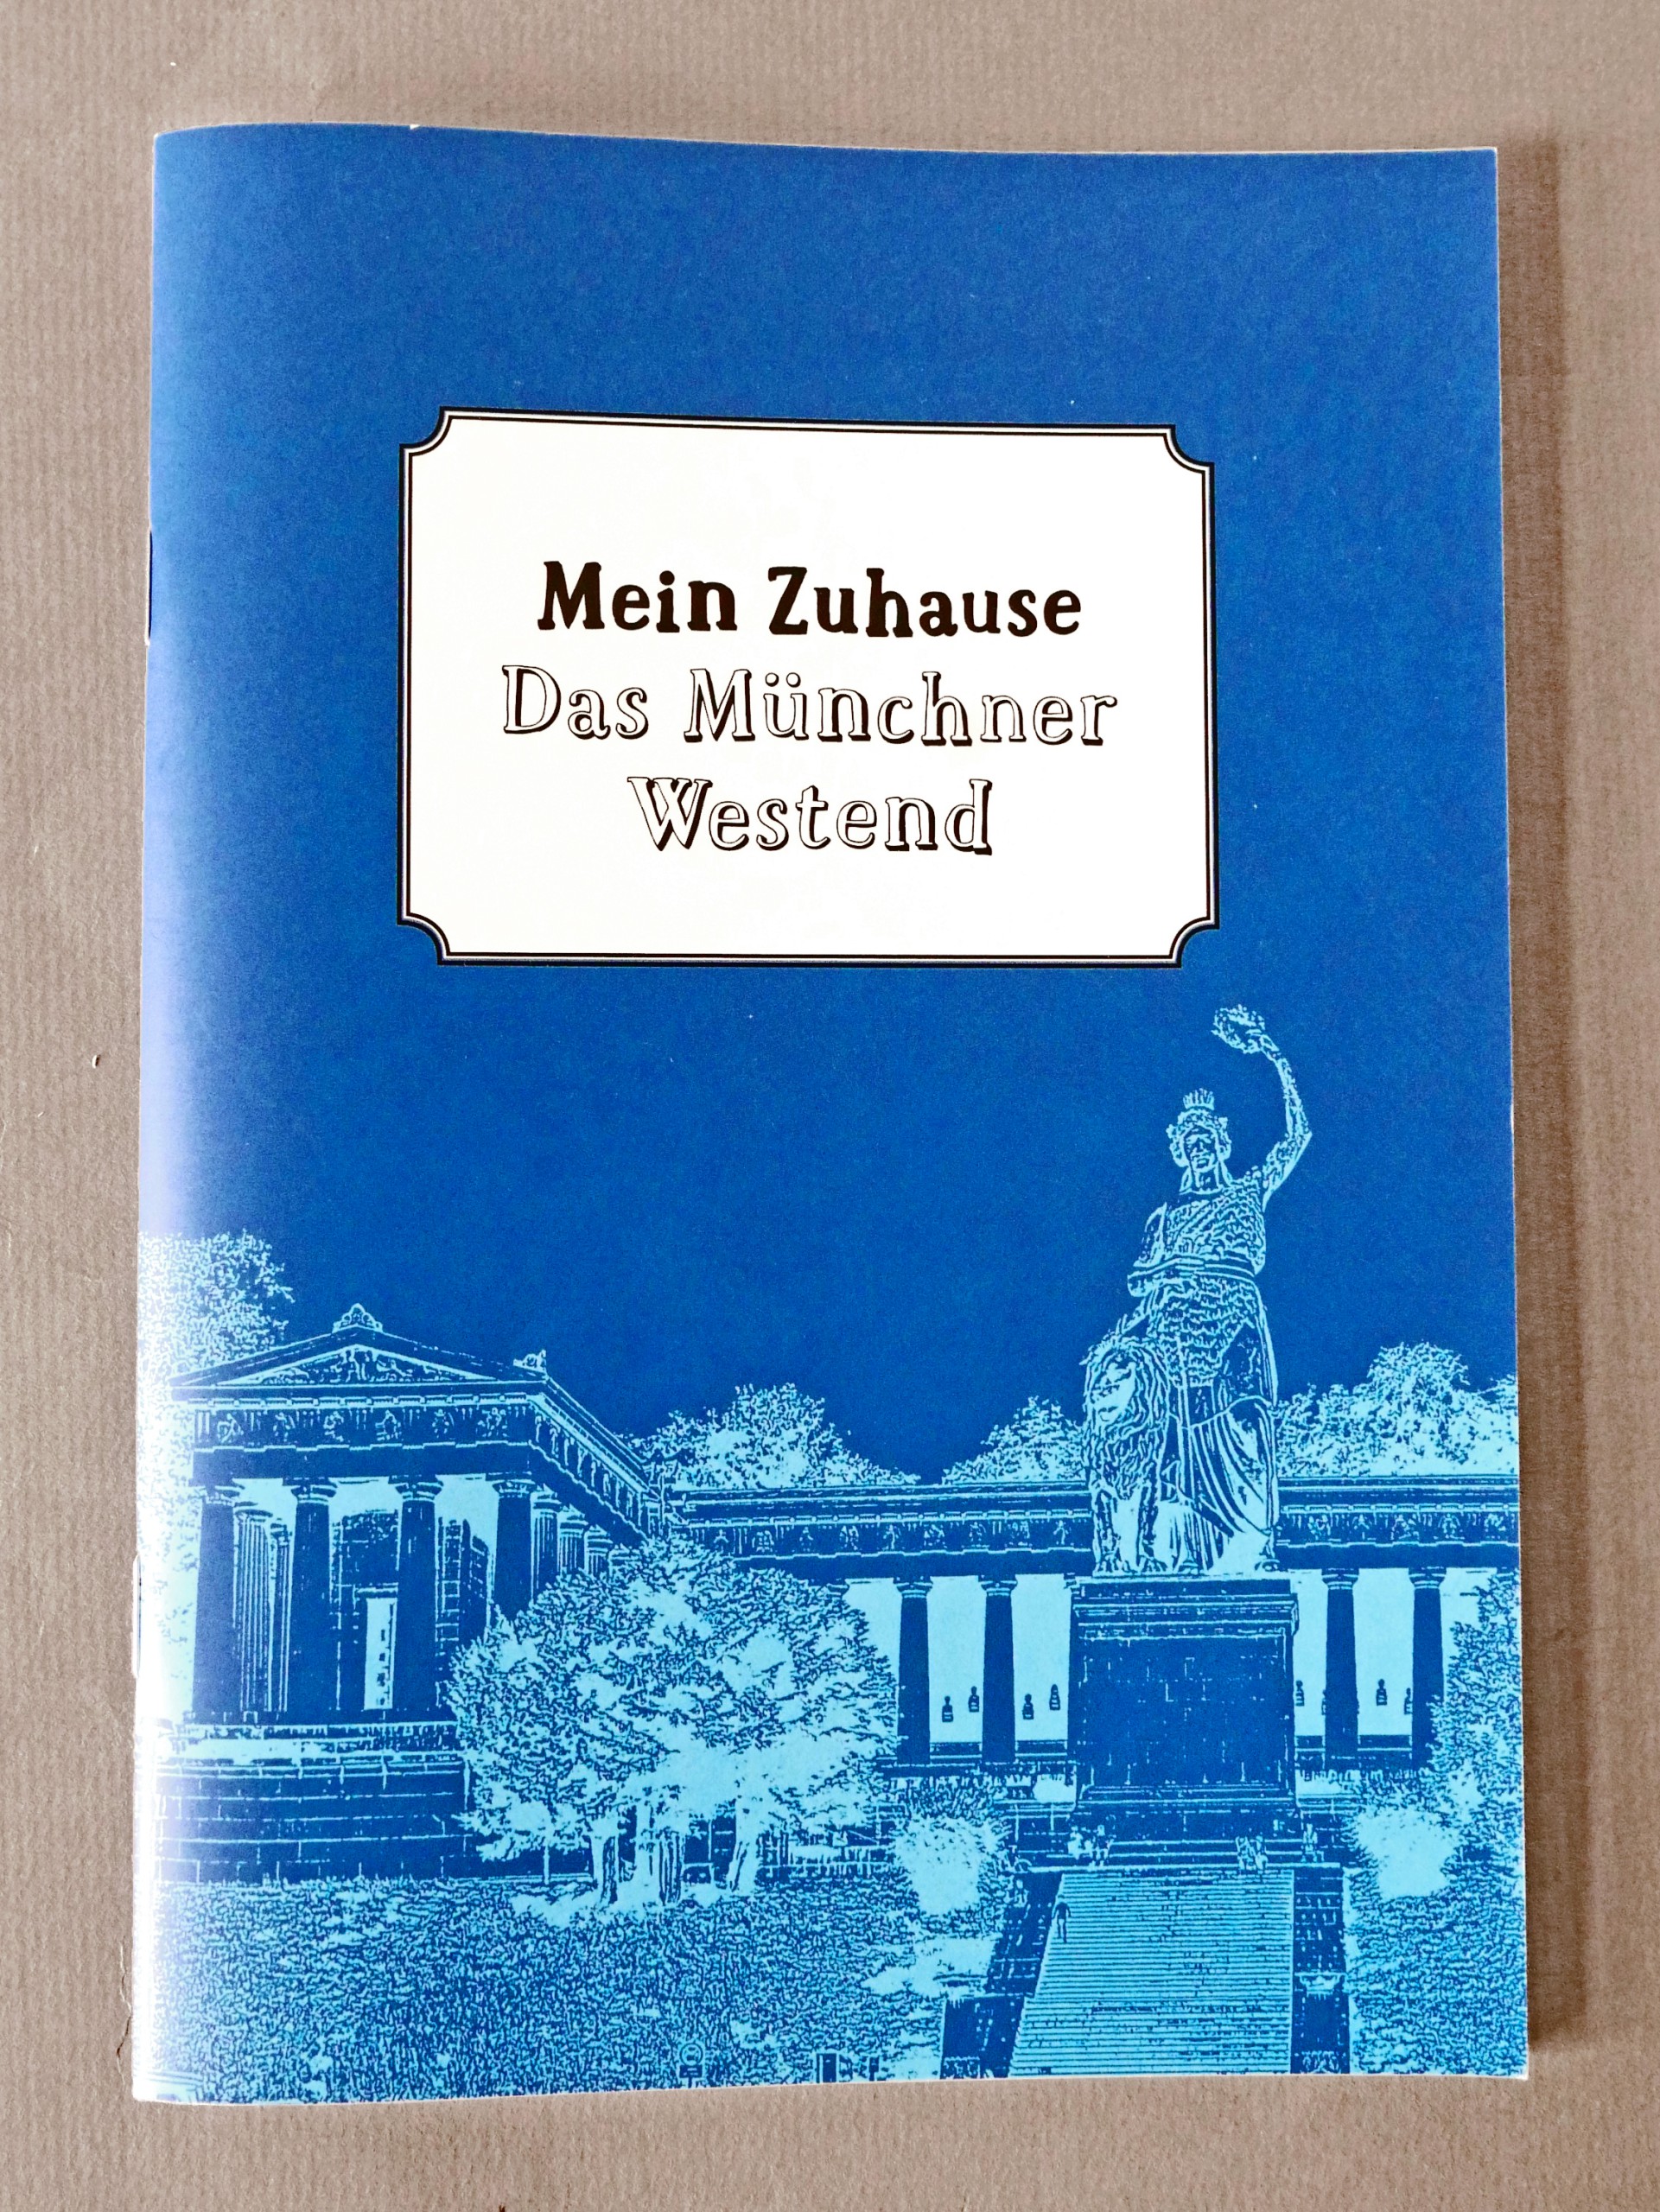 Mein Zuhause
Das Münchner
Westend